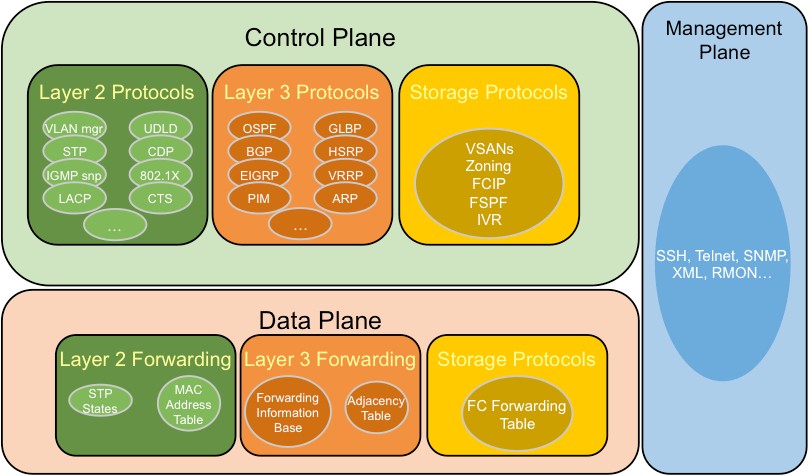 Control Plane
Management
Plane
Layer 2 Protocols
Layer 3 Protocols
Storage Protocols
VLAN mgr
UDLD
STP
CDP
IGMP snp
802.1X
LACP
CTS
…
OSPF
GLBP
BGP
HSRP
EIGRP
VRRP
PIM
ARP
…
VSANs
Zoning
FCIP
FSPF
IVR
SSH, Telnet, SNMP,
XML, RMON…
Data Plane
Layer 2 Forwarding
Layer 3 Forwarding
Storage Protocols
STP
States
MAC
Address
Table
Forwarding
Information
Base
Adjacency
Table
FC Forwarding
Table